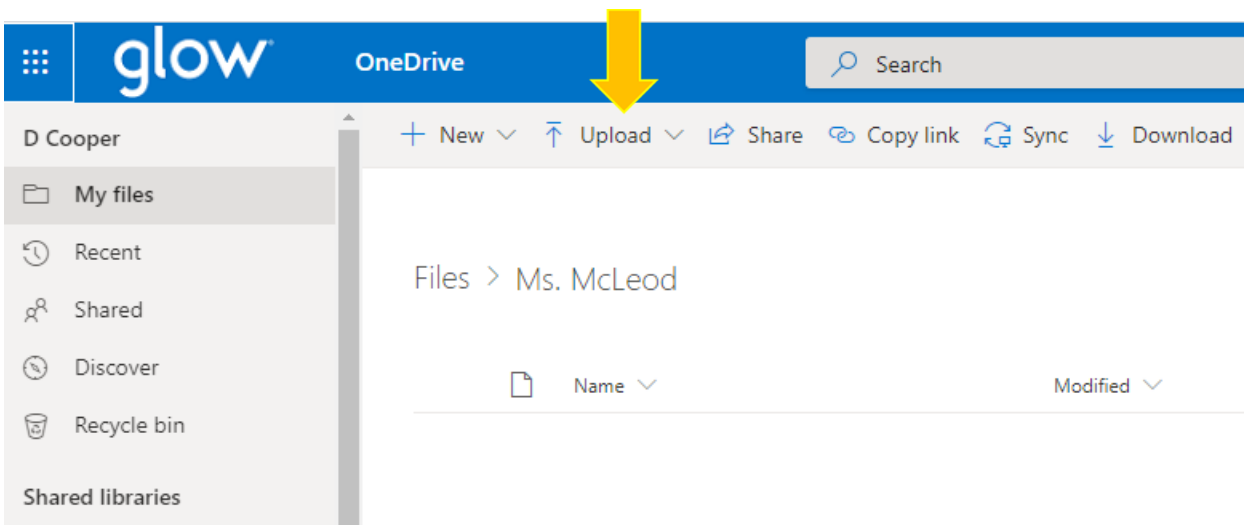 glow OneDrive Search
D Cooper
New Upload Share Copy link Sync Download
My files
Recent
Shared
Discover
Recycle bin
Shared libraries
Files > Ms. McLeod
Name Modified